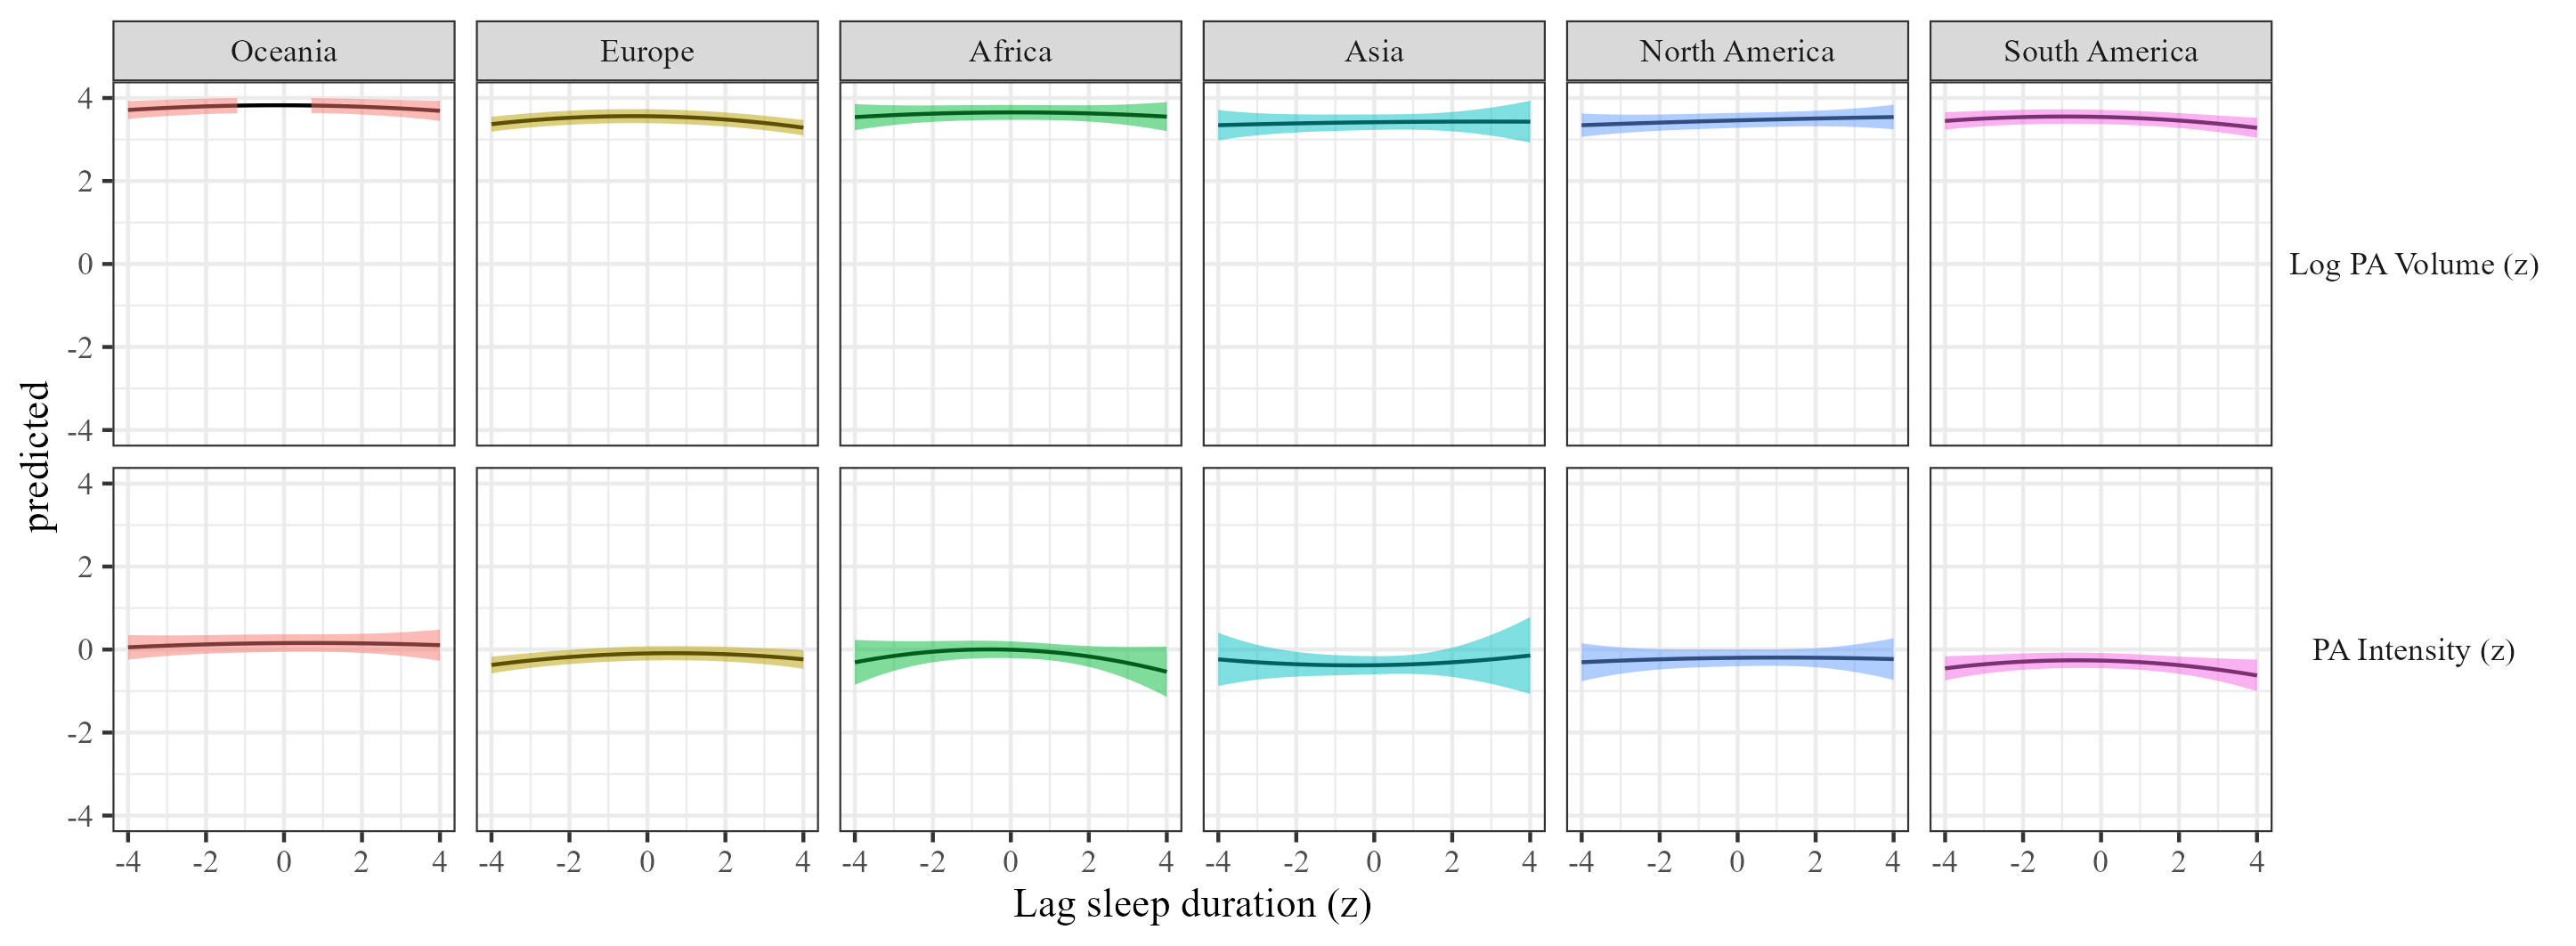 Oceania Europe Africa Asia North America South America
4
2
0
-2
-4
Log PA Volume (z)
predicted
4
2
0
-2
-4
PA Intensity (z)
-4 -2 0 2 4 -4 -2 0 2 4 -4 -2 0 2 4 -4 -2 0 2 4 -4 -2 0 2 4 -4 -2 0 2 4
Lag sleep duration (z)